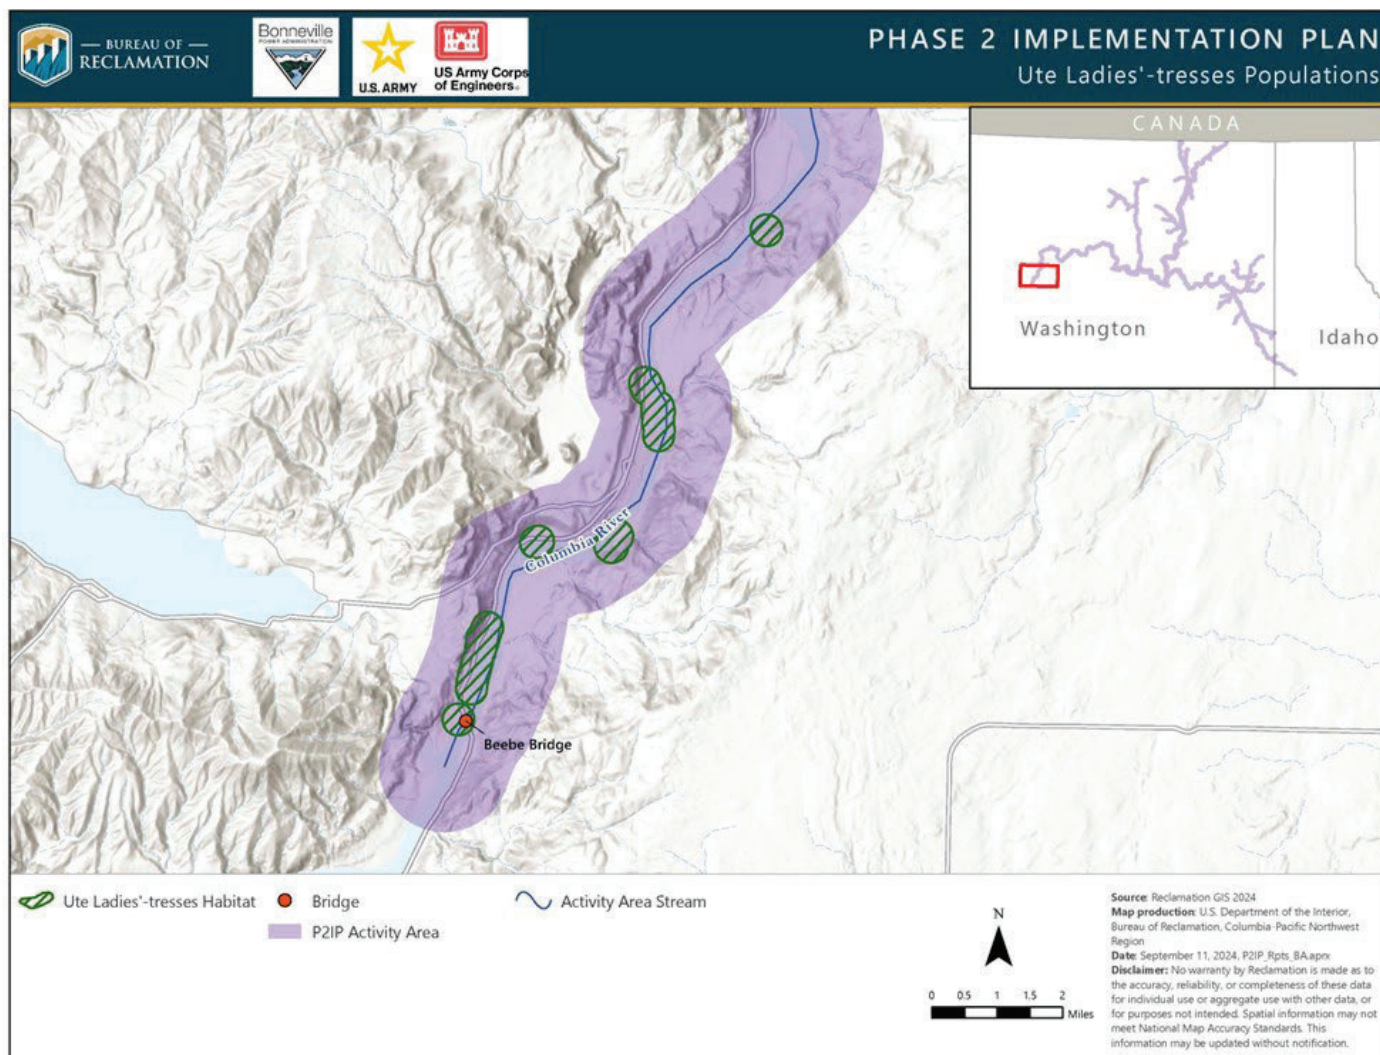 BUREAU OF
RECLAMATION
Bonneville
POWER ADMINISTRATION
U.S. ARMY
US Army Corps
of Engineers®
PHASE 2 IMPLEMENTATION PLAN
Ute Ladies'-tresses Populations
CANADA
Washington
Idaho
Columbia River
Beebe Bridge
Ute Ladies'-tresses Habitat
Bridge
Activity Area Stream
P2IP Activity Area
N
0 0.5 1 1.5 2
Miles
Source: Reclamation GIS 2024
Map production: U.S. Department of the Interior,
Bureau of Reclamation, Columbia-Pacific Northwest
Region
Date: September 11, 2024, P2IP_Rpts_BA.aprx
Disclaimer: No warranty by Reclamation is made as to
the accuracy, reliability, or completeness of these data
for individual use or aggregate use with other data, or
for purposes not intended. Spatial information may not
meet National Map Accuracy Standards. This
information may be updated without notification.